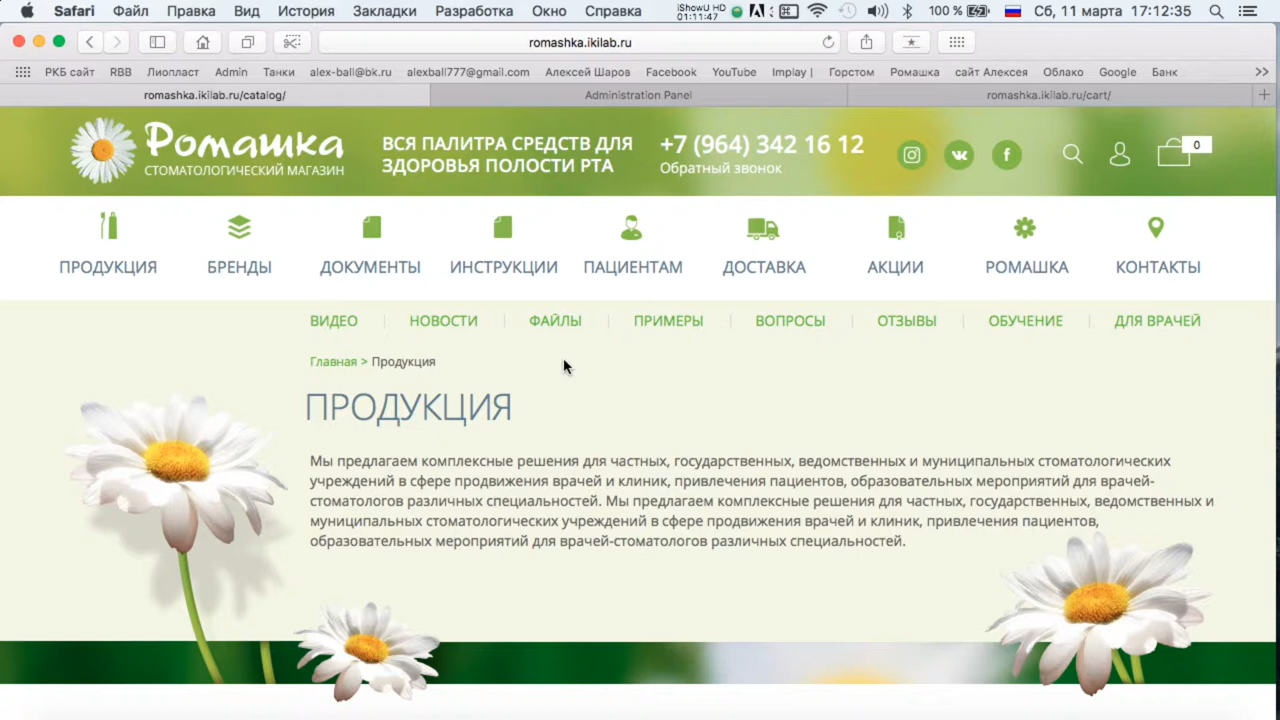 Safari Файл Правка Вид История Закладки Разработка Окно Справка iShowU HD 01:11:47 100 % Сб, 11 марта 17:12:35
romashka.ikilab.ru
РКБ сайт RBB Лиопласт Admin Танки alex-ball@bk.ru alexball777@gmail.com Алексей Шаров Facebook YouTube Implay | Горстом Ромашка сайт Алексея Облако Google Банк
romashka.ikilab.ru/catalog/ Administration Panel romashka.ikilab.ru/cart/
Ромашка
СТОМАТОЛОГИЧЕСКИЙ МАГАЗИН
ВСЯ ПАЛИТРА СРЕДСТВ ДЛЯ
ЗДОРОВЬЯ ПОЛОСТИ РТА
+7 (964) 342 16 12
Обратный звонок
0
ПРОДУКЦИЯ БРЕНДЫ ДОКУМЕНТЫ ИНСТРУКЦИИ ПАЦИЕНТАМ ДОСТАВКА АКЦИИ РОМАШКА КОНТАКТЫ
ВИДЕО НОВОСТИ ФАЙЛЫ ПРИМЕРЫ ВОПРОСЫ ОТЗЫВЫ ОБУЧЕНИЕ ДЛЯ ВРАЧЕЙ
Главная > Продукция
ПРОДУКЦИЯ
Мы предлагаем комплексные решения для частных, государственных, ведомственных и муниципальных стоматологических
учреждений в сфере продвижения врачей и клиник, привлечения пациентов, образовательных мероприятий для врачей-
стоматологов различных специальностей. Мы предлагаем комплексные решения для частных, государственных, ведомственных и
муниципальных стоматологических учреждений в сфере продвижения врачей и клиник, привлечения пациентов,
образовательных мероприятий для врачей-стоматологов различных специальностей.